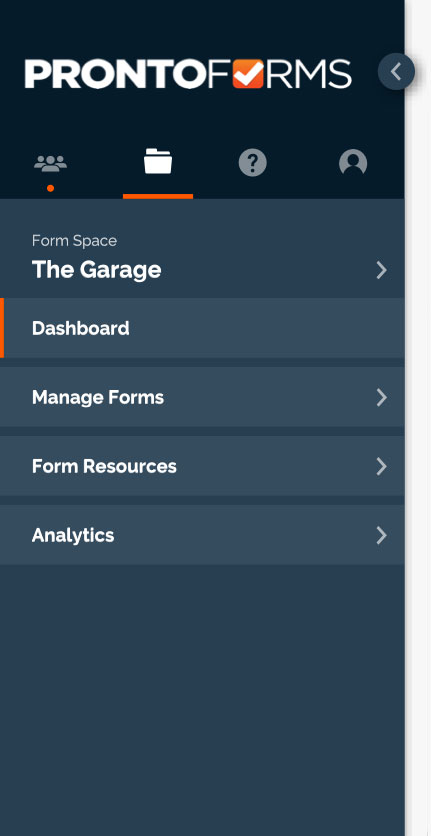 PRONTOFORMS
Form Space
The Garage
Dashboard
Manage Forms
Form Resources
Analytics